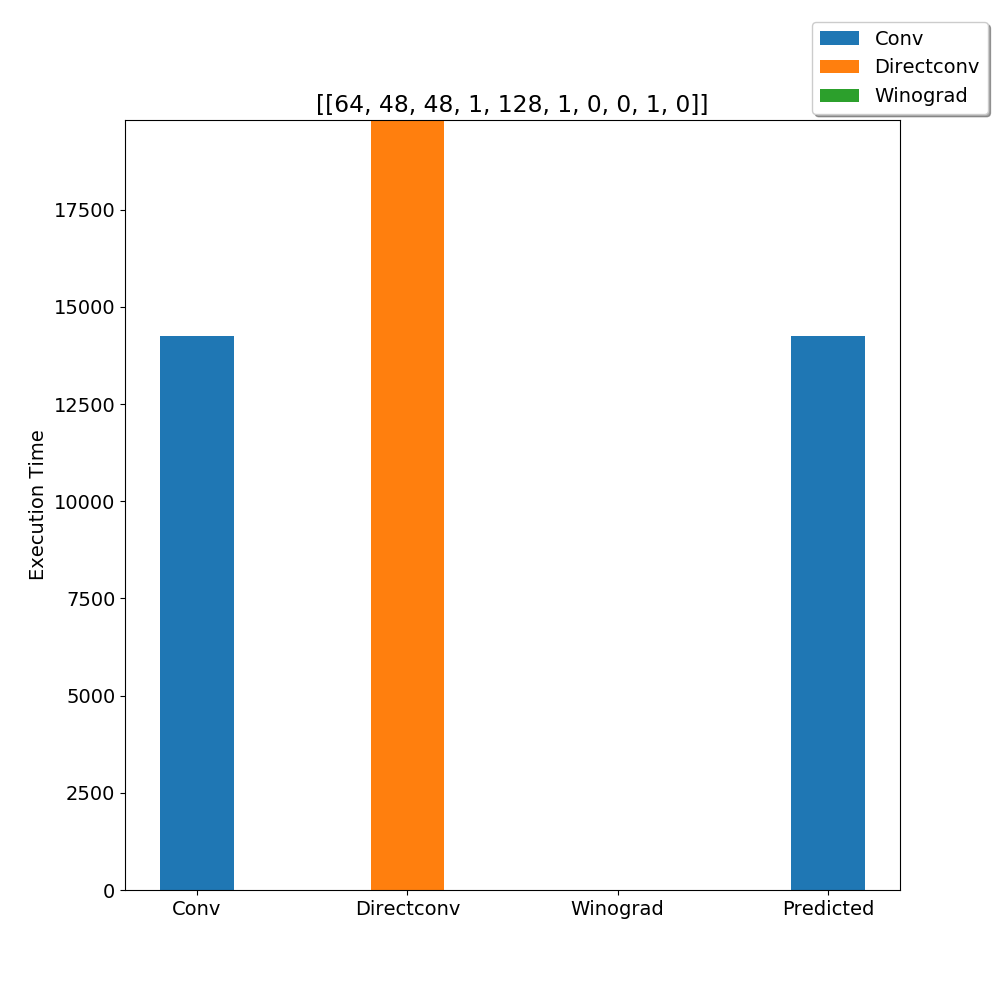 Conv
Directconv
Winograd
[[64, 48, 48, 1, 128, 1, 0, 0, 1, 0]]
17500
15000
12500
10000
7500
5000
2500
0
Execution Time
Conv Directconv Winograd Predicted